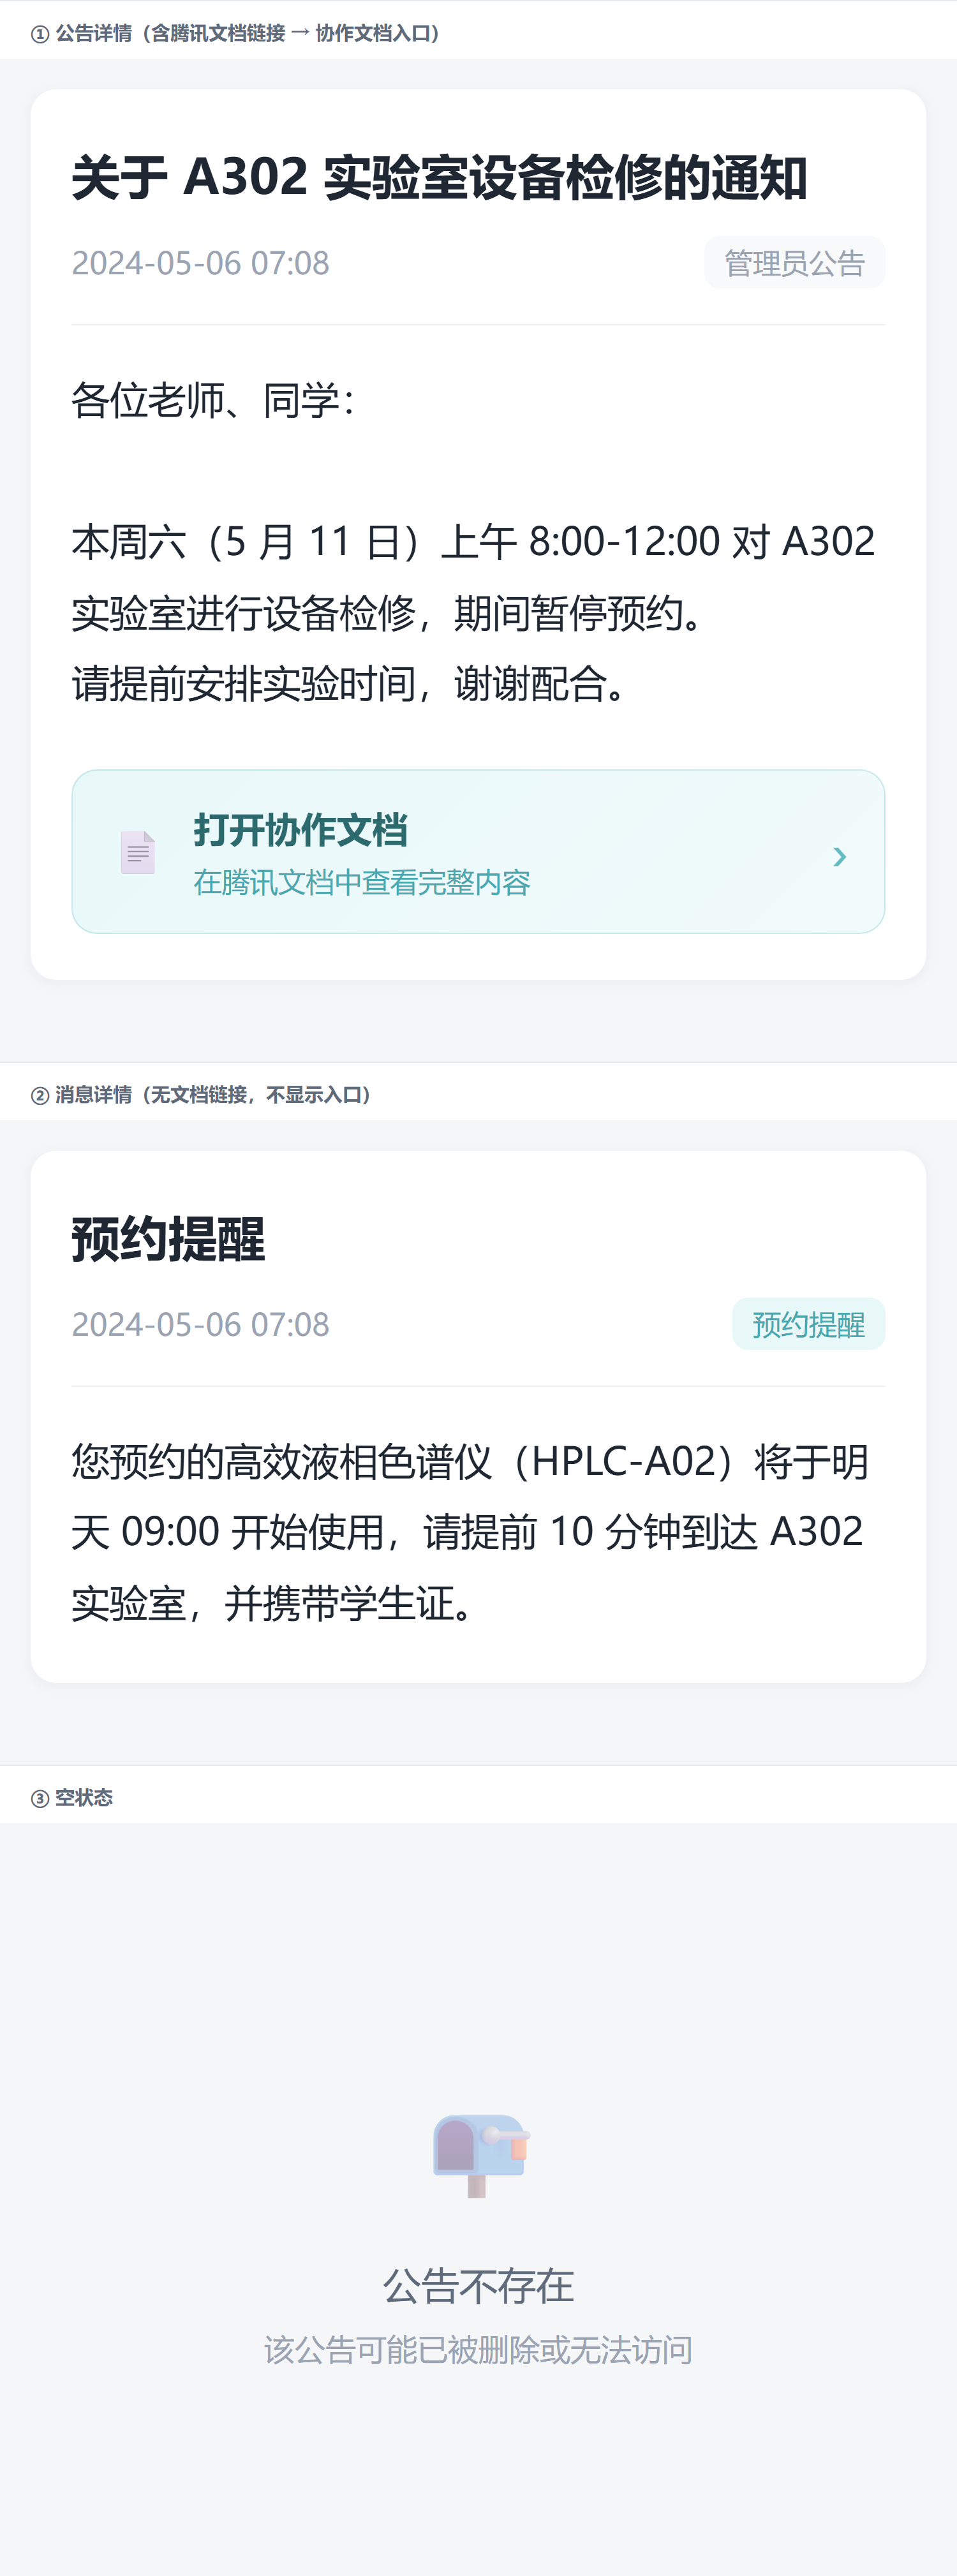 ① 公告详情（含腾讯文档链接 → 协作文档入口）
关于 A302 实验室设备检修的通知
2024-05-06 07:08
管理员公告
各位老师、同学：
本周六（5 月 11 日）上午 8:00-12:00 对 A302
实验室进行设备检修，期间暂停预约。
请提前安排实验时间，谢谢配合。
打开协作文档
在腾讯文档中查看完整内容
›
② 消息详情（无文档链接，不显示入口）
预约提醒
2024-05-06 07:08
预约提醒
您预约的高效液相色谱仪（HPLC-A02）将于明
天 09:00 开始使用，请提前 10 分钟到达 A302
实验室，并携带学生证。
③ 空状态
公告不存在
该公告可能已被删除或无法访问